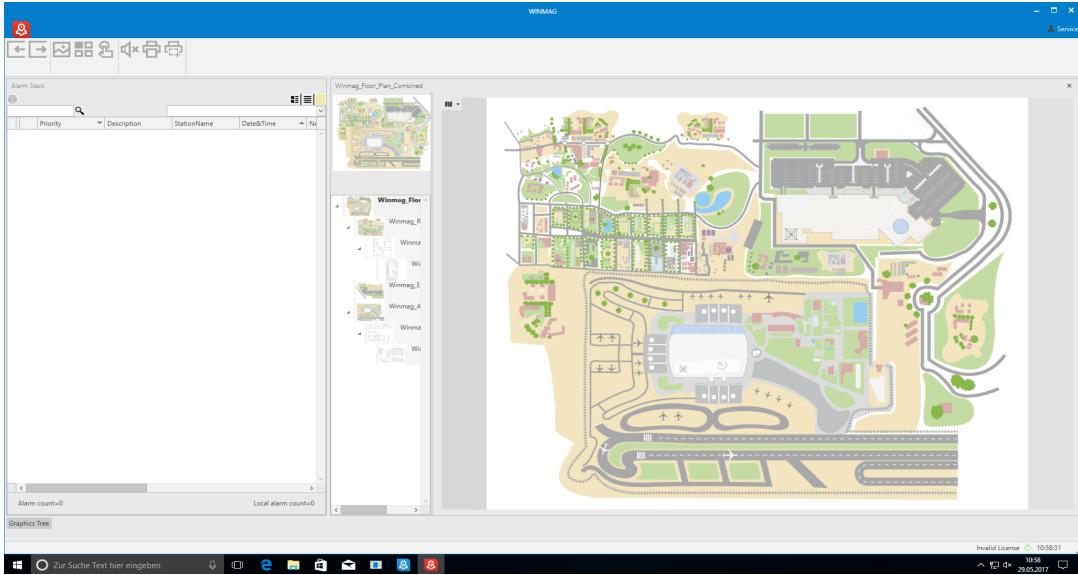 WINMAG
Service
Alarm Stack
Winmag_Floor_Plan_Combined
Priority Description StationName Date&Time Ne
Winmag_Floo
Winmag_R
Winma
Wi
Winmag_E
Winmag_A
Winma
Wi
Alarm count=0 Local alarm count=0
Graphics Tree
Invalid License 10:58:31
Zur Suche Text hier eingeben
10:58
29.05.2017